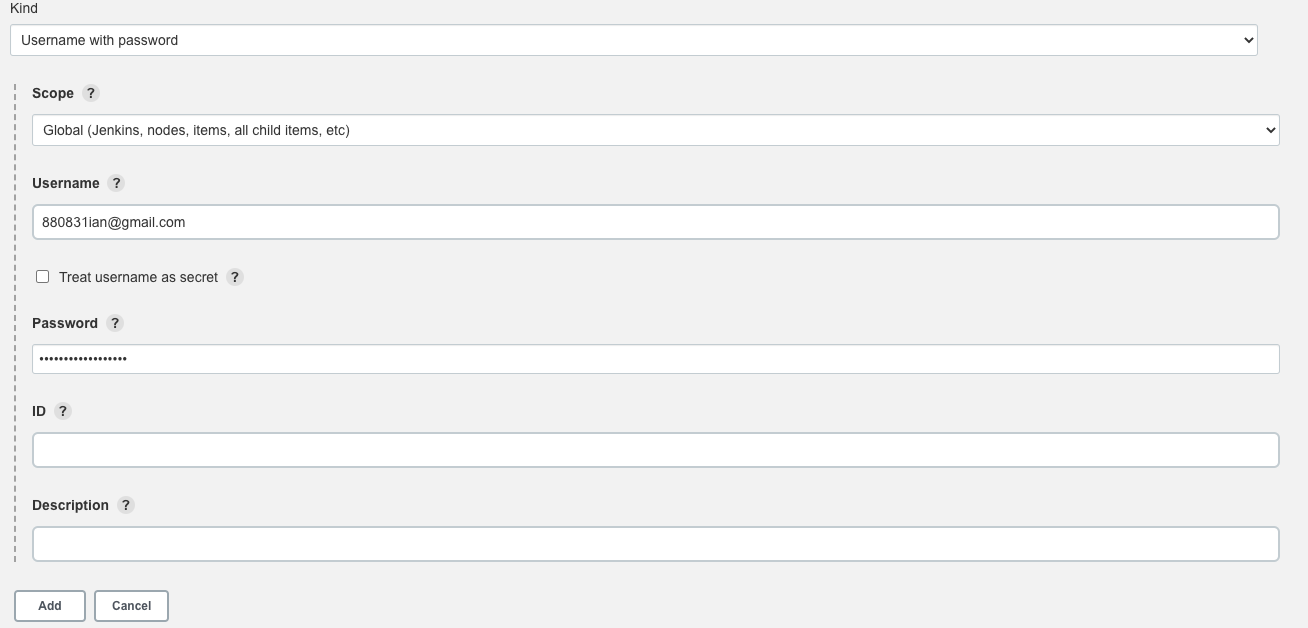 Kind
Username with password
Scope ?
Global (Jenkins, nodes, items, all child items, etc)
Username ?
880831ian@gmail.com
Treat username as secret ?
Password ?
••••••••••••••••••
ID ?
Description ?
Add Cancel